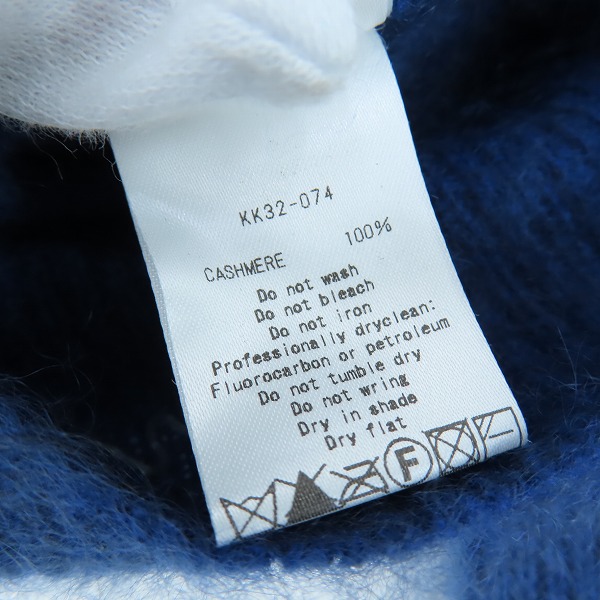 KK32-074
CASHMERE 100%
Do not wash
Do not bleach
Do not iron
Professionally dryclean:
Fluorocarbon or petroleum
Do not tumble dry
Do not wring
Dry in shade
Dry flat
F